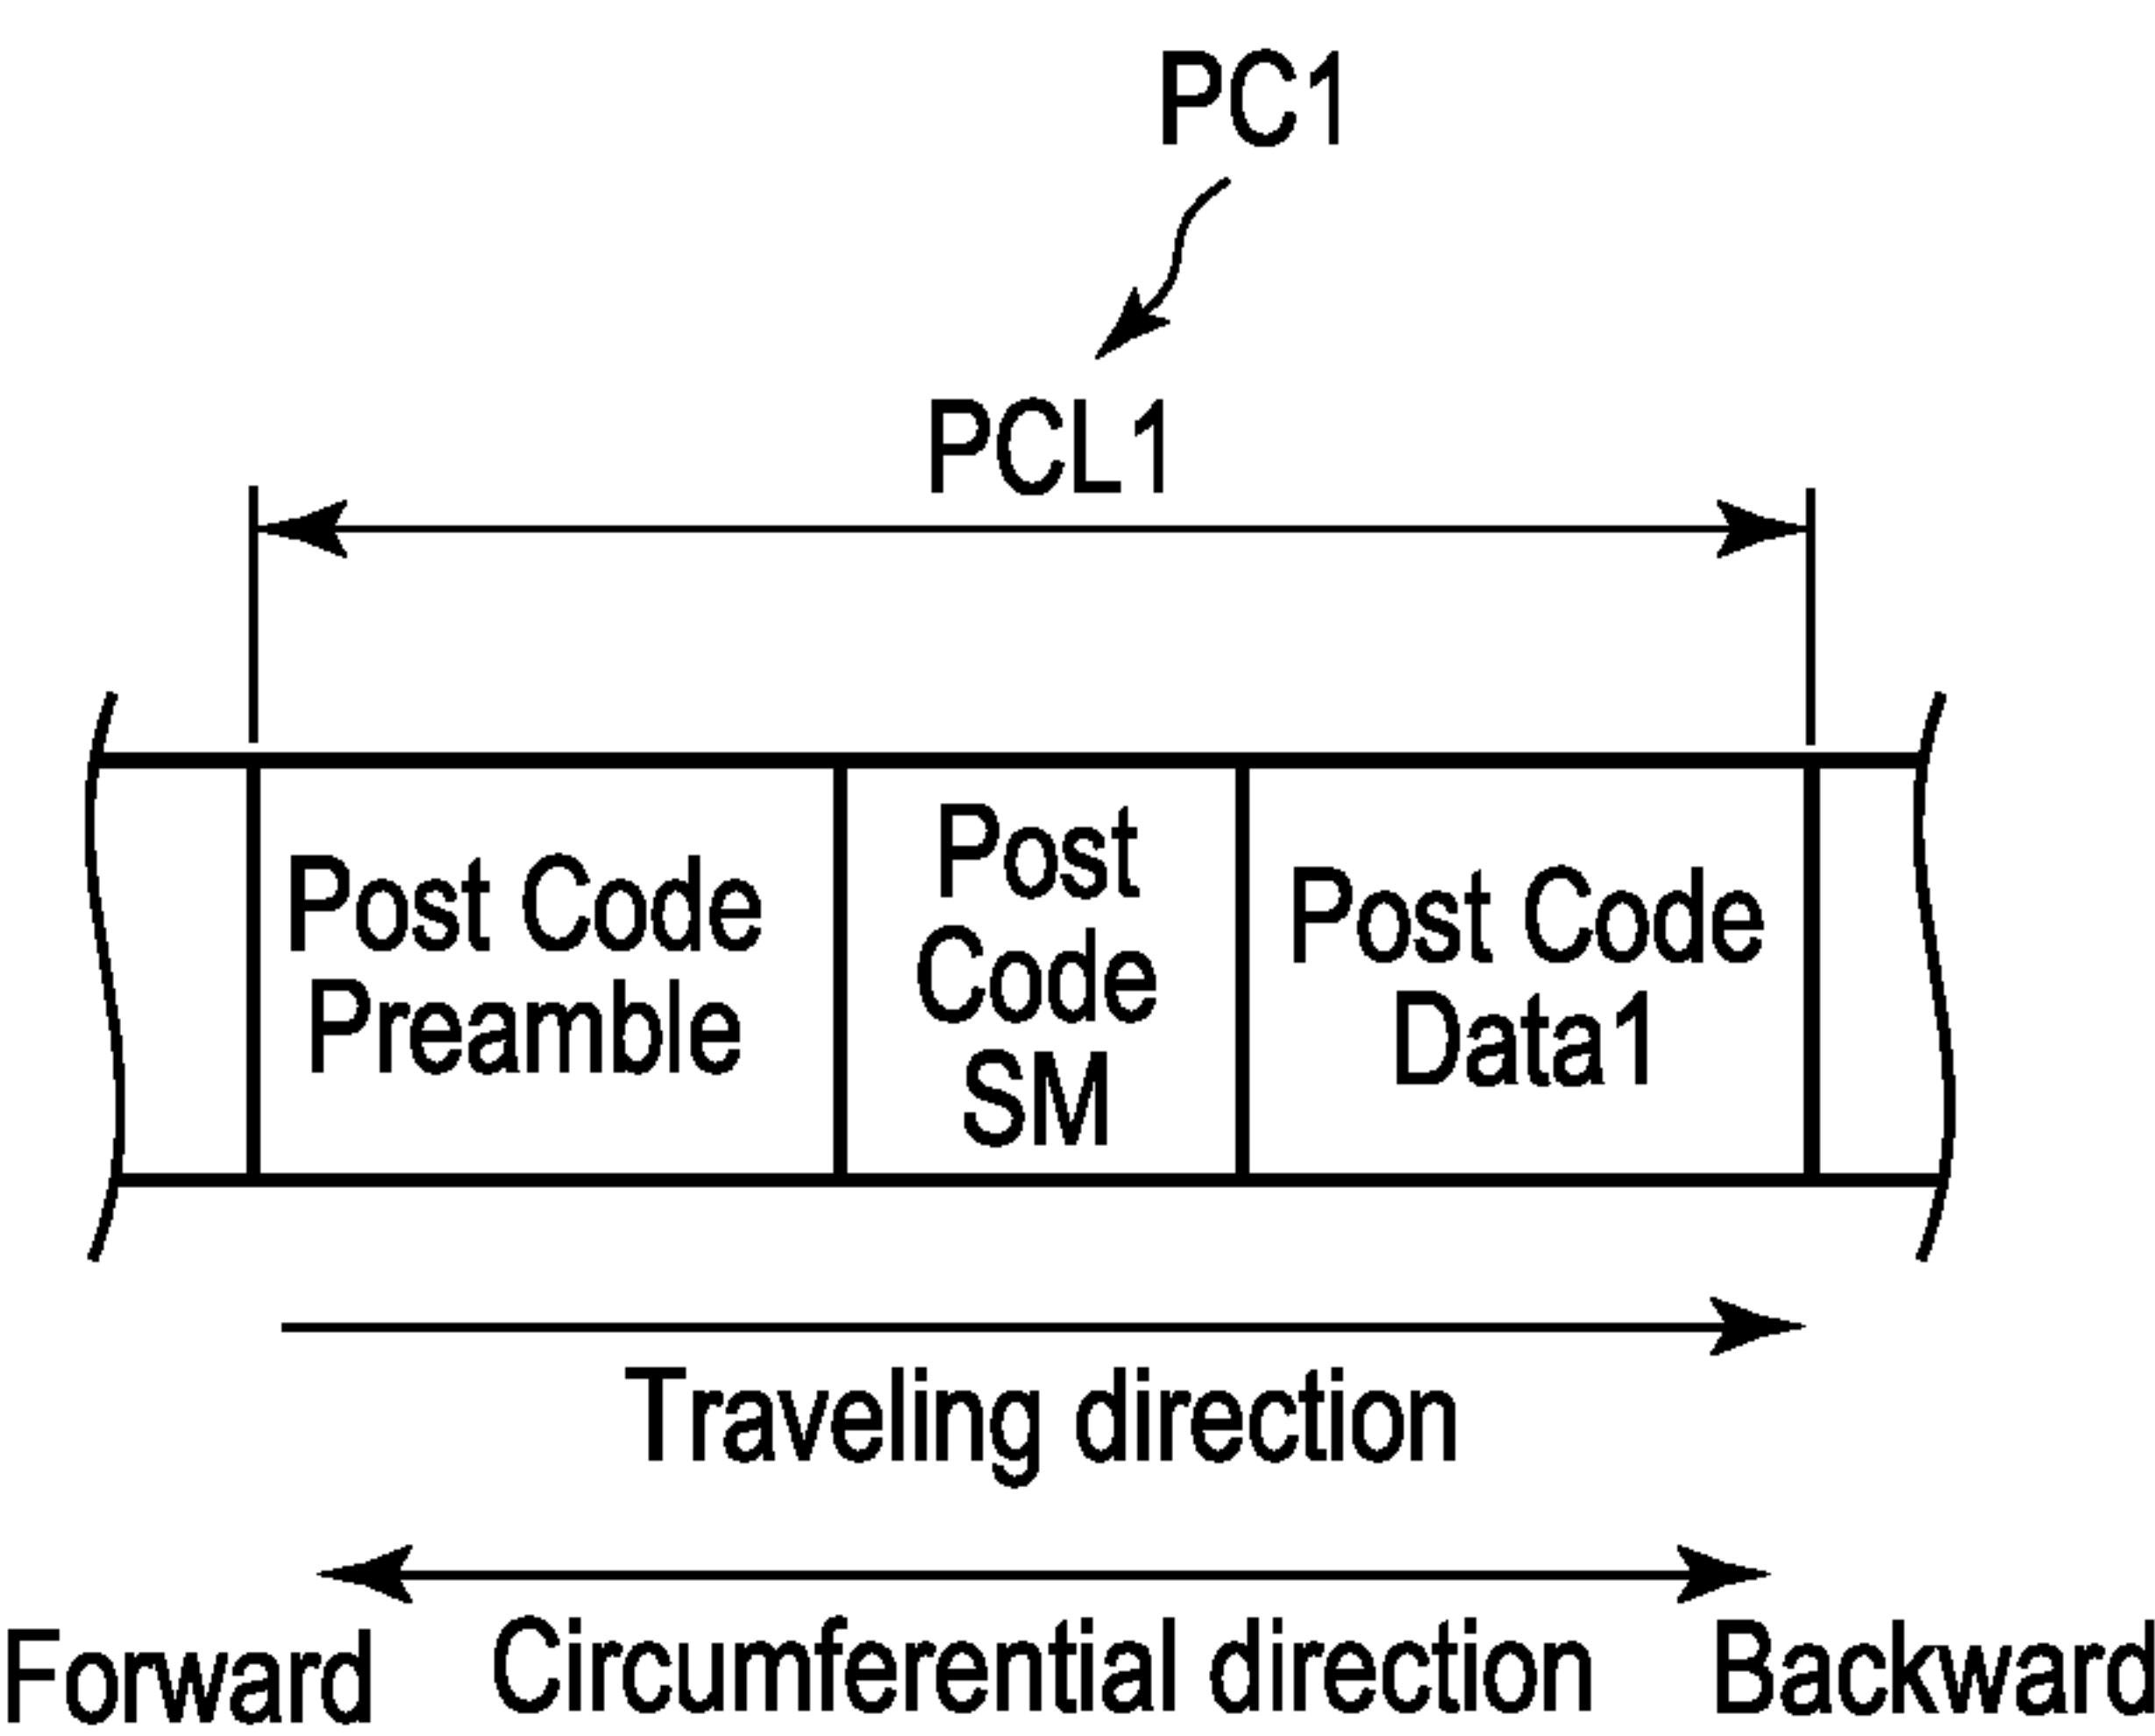 PC1
PCL1
Post Code
Preamble
Post
Code
SM
Post Code
Data1
Traveling direction
Forward
Circumferential direction
Backward